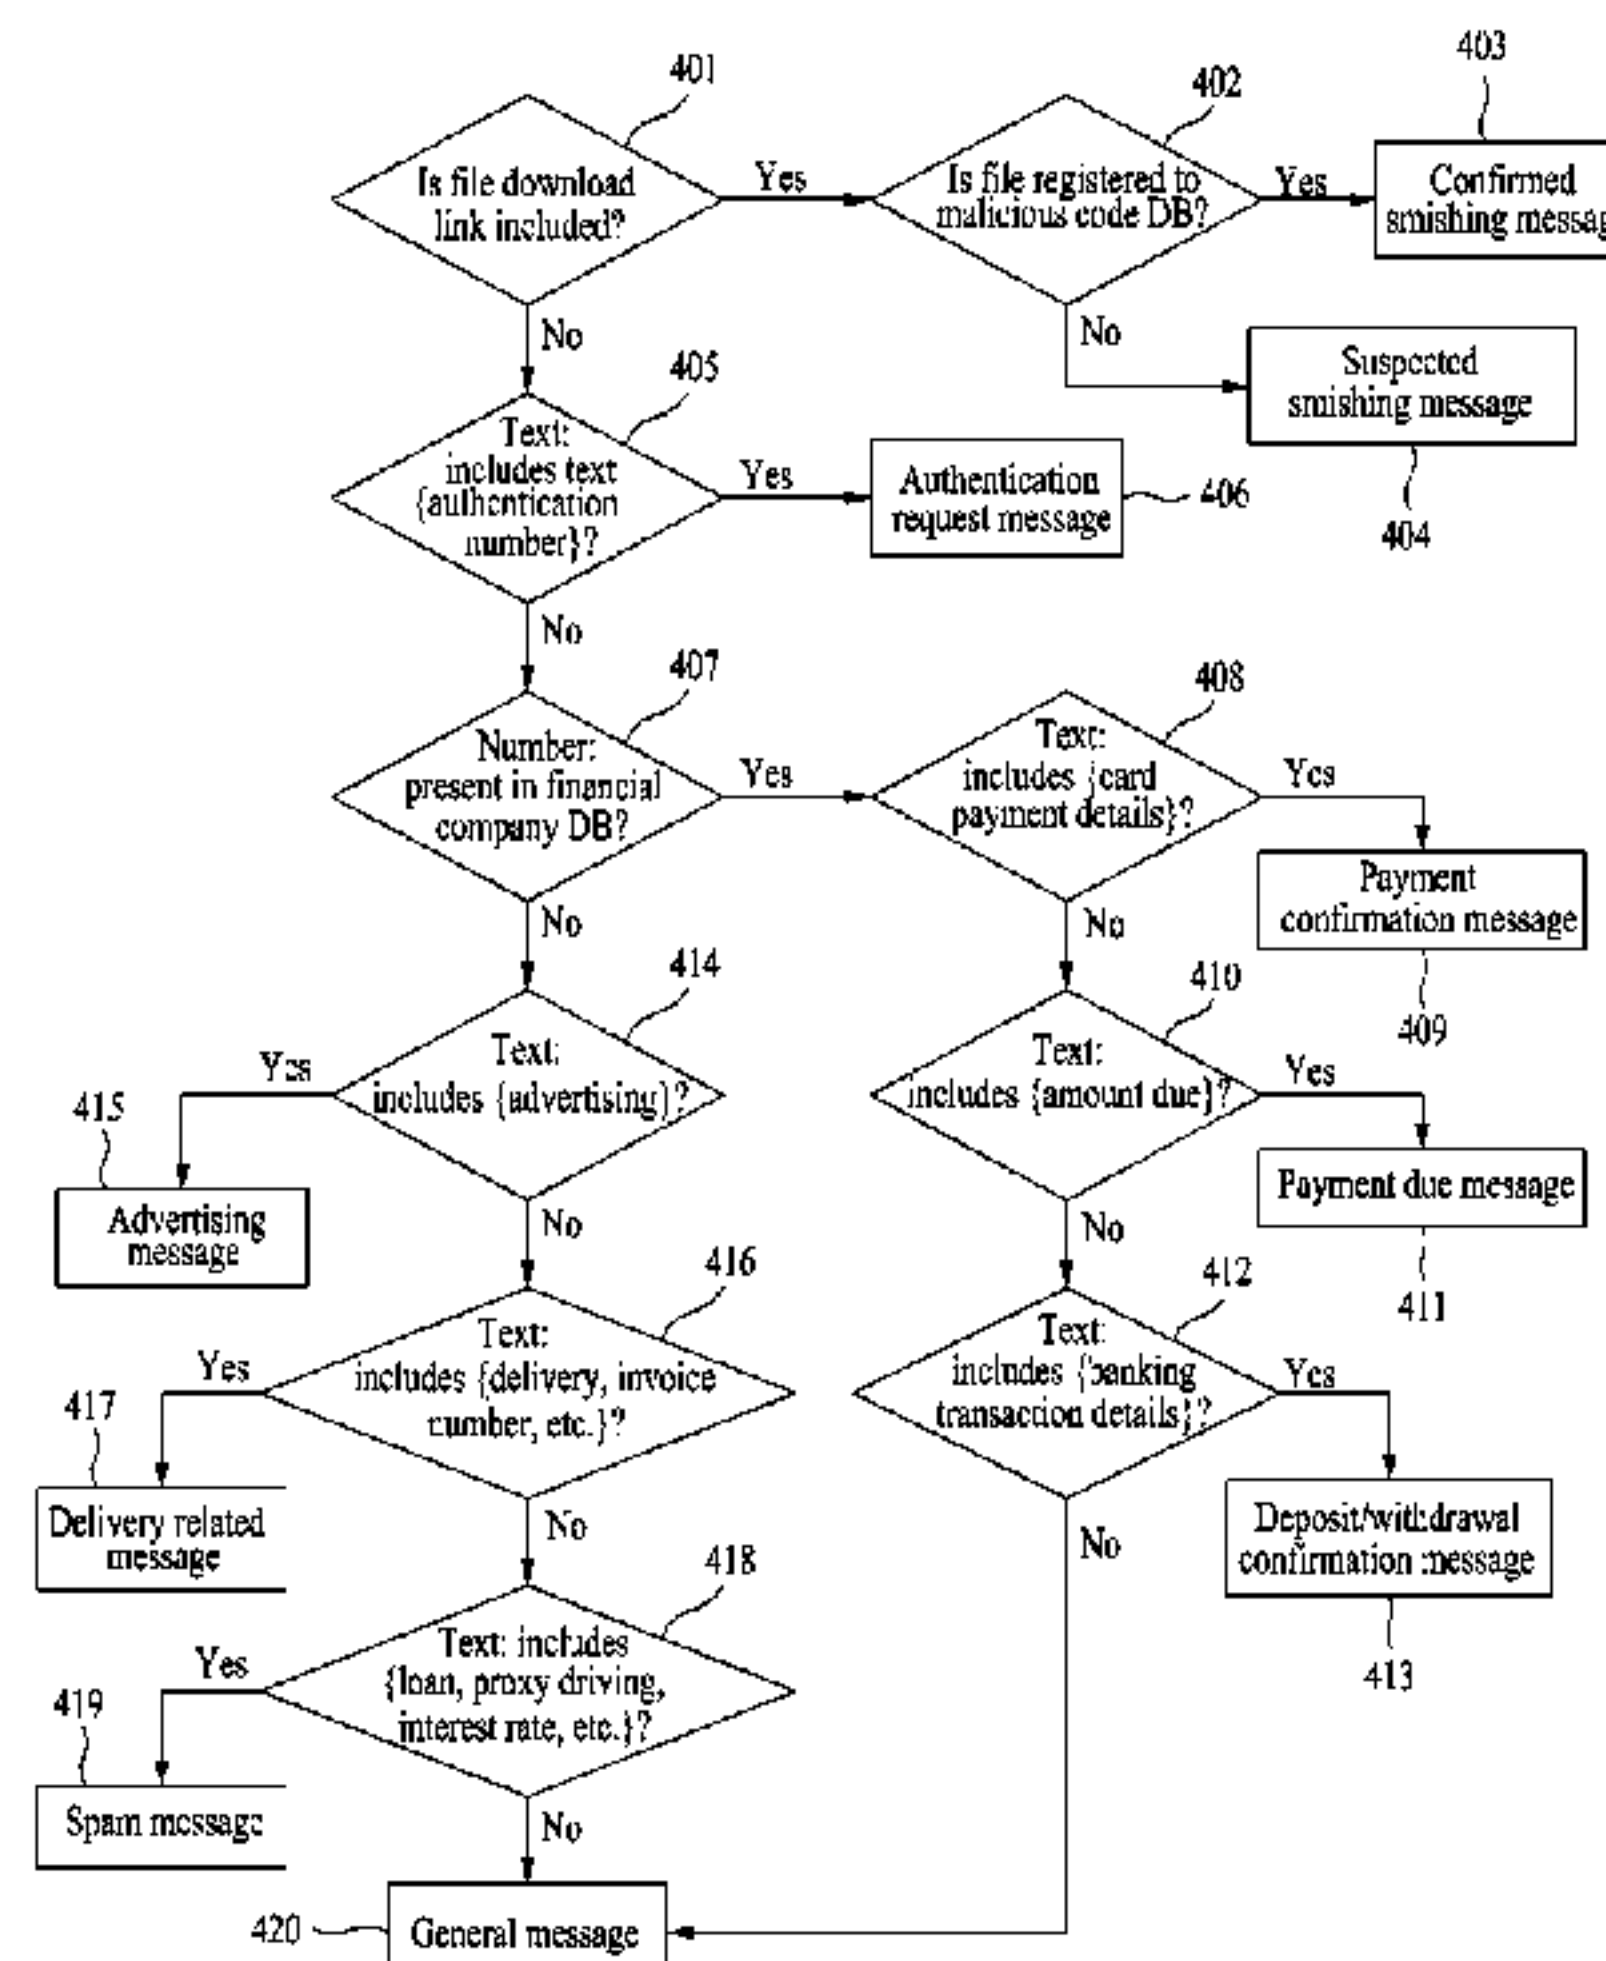 403
401
402
Is file download
link included?
Yes
Is file registered to
malicious code DB?
Yes
Confirmed
smishing messag
No
No
Suspected
smishing message
404
405
Text:
includes text
{authentication
number}?
Yes
Authentication
request message
406
No
407
Number:
present in financial
company DB?
Yes
408
Text:
includes {card
payment details}?
Yes
Payment
confirmation message
409
No
No
414
Text:
includes {advertising}?
Yes
415
Advertising
message
410
Text:
includes {amount due}?
Yes
Payment due message
411
No
No
416
Text:
includes {delivery, invoice
number, etc.}?
Yes
417
Delivery related
message
412
Text:
includes {banking
transaction details}?
Yes
Deposit/withdrawal
confirmation message
413
No
No
418
Text: includes
{loan, proxy driving,
interest rate, etc.}?
Yes
419
Spam message
No
420
General message